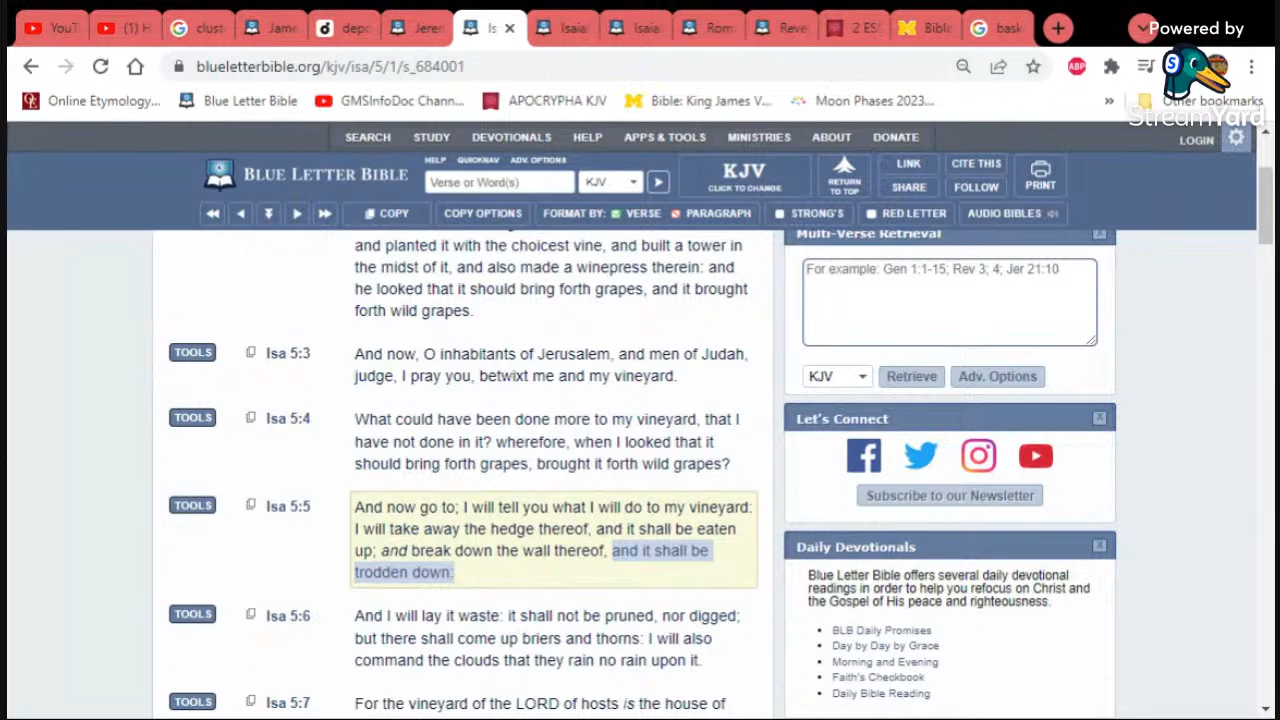 YouT
(1) H
clust
Jame
depo
Jeren
Is
Isaia
Isaia
Rom
Reve
2 ES
Bible
bask
Powered by
StreamYard
blueletterbible.org/kjv/isa/5/1/s_684001
ABP
Online Etymology...
Blue Letter Bible
GMSInfoDoc Chann...
APOCRYPHA KJV
Bible: King James V...
Moon Phases 2023...
»
Other bookmarks
SEARCH STUDY DEVOTIONALS HELP APPS & TOOLS MINISTRIES ABOUT DONATE
LOGIN
BLUE LETTER BIBLE
HELP QUICKNAV ADV. OPTIONS
Verse or Word(s)
KJV
KJV
CLICK TO CHANGE
RETURN
TO TOP
LINK
SHARE
CITE THIS
FOLLOW
PRINT
COPY COPY OPTIONS FORMAT BY: VERSE PARAGRAPH STRONG'S RED LETTER AUDIO BIBLES
and planted it with the choicest vine, and built a tower in
the midst of it, and also made a winepress therein: and
he looked that it should bring forth grapes, and it brought
forth wild grapes.
TOOLS Isa 5:3 And now, O inhabitants of Jerusalem, and men of Judah,
judge, I pray you, betwixt me and my vineyard.
TOOLS Isa 5:4 What could have been done more to my vineyard, that I
have not done in it? wherefore, when I looked that it
should bring forth grapes, brought it forth wild grapes?
TOOLS Isa 5:5 And now go to; I will tell you what I will do to my vineyard:
I will take away the hedge thereof, and it shall be eaten
up; and break down the wall thereof, and it shall be
trodden down:
TOOLS Isa 5:6 And I will lay it waste: it shall not be pruned, nor digged;
but there shall come up briers and thorns: I will also
command the clouds that they rain no rain upon it.
TOOLS Isa 5:7 For the vineyard of the LORD of hosts is the house of
Multi-Verse Retrieval
For example: Gen 1:1-15; Rev 3; 4; Jer 21:10
KJV Retrieve Adv. Options
Let's Connect
Subscribe to our Newsletter
Daily Devotionals
Blue Letter Bible offers several daily devotional
readings in order to help you refocus on Christ and
the Gospel of His peace and righteousness.
BLB Daily Promises
Day by Day by Grace
Morning and Evening
Faith's Checkbook
Daily Bible Reading